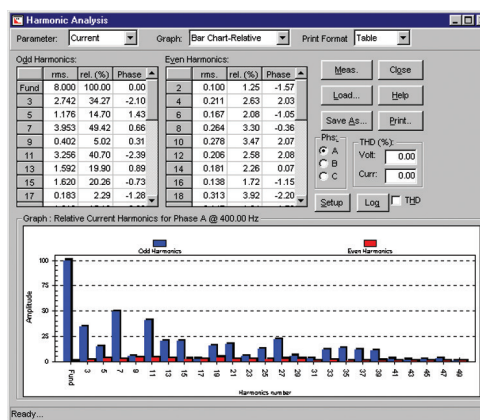 Harmonic Analysis
Parameter: Current Graph: Bar Chart-Relative Print Format Table
Odd Harmonics: Even Harmonics:
rms. rel. (%) Phase rms. rel. (%) Phase
Fund 8.000 100.00 0.00 2 0.100 1.25 -1.57
3 2.742 34.27 -2.10 4 0.211 2.63 2.03
5 1.176 14.70 1.43 6 0.167 2.08 -1.05
7 3.953 49.42 0.66 8 0.264 3.30 -0.36
9 0.402 5.02 0.31 10 0.278 3.47 2.07
11 3.256 40.70 -2.39 12 0.206 2.58 2.08
13 1.592 19.90 0.89 14 0.181 2.26 0.07
15 1.620 20.26 -0.73 16 0.138 1.72 -1.15
17 0.183 2.29 -1.28 18 0.313 3.92 -2.20
Meas. Close
Load... Help
Save As... Print..
Phs:
A
B
C
THD (%):
Volt: 0.00
Curr: 0.00
Setup Log THD
Graph : Relative Current Harmonics for Phase A @ 400.00 Hz
Odd Harmonics Even Harmonics
100
75
50
25
0
Amplitude
Fund 3 5 7 9 11 13 15 17 19 21 23 25 27 29 31 33 35 37 39 41 43 45 47 49
Harmonics number
Ready...